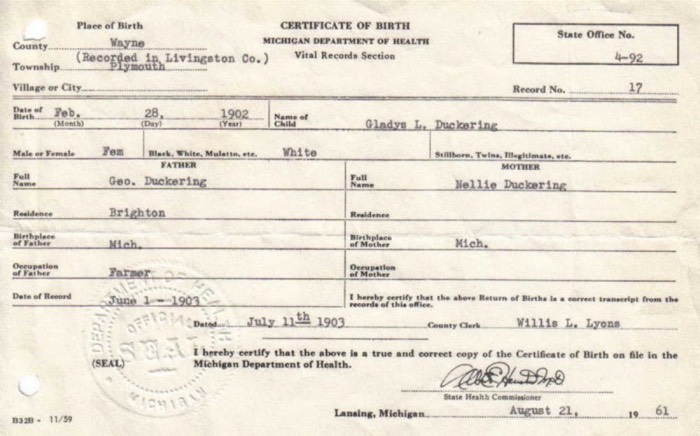 Place of Birth
CERTIFICATE OF BIRTH
State Office No.
4-92
County Wayne
MICHIGAN DEPARTMENT OF HEALTH
(Recorded in Livingston Co.)
Vital Records Section
Township Plymouth
Village or City
Record No. 17
Date of Birth Feb. 28, 1902
(Month) (Day) (Year)
Name of Child Gladys L. Duckering
Male or Female Fem Black, White, Mulatto, etc. White Stillborn, Twins, Illegitimate, etc.
FATHER MOTHER
Full Name Geo. Duckering Full Name Nellie Duckering
Residence Brighton Residence
Birthplace of Father Mich. Birthplace of Mother Mich.
Occupation of Father Farmer Occupation of Mother
Date of Record June 1 - 1903
I hereby certify that the above Return of Births is a correct transcript from the
records of this office.
Dated July 11th 1903 County Clerk Willis L. Lyons
DEPARTMENT OF HEALTH
OFFICIAL
SEAL
MICHIGAN
(SEAL)
I hereby certify that the above is a true and correct copy of the Certificate of Birth on file in the
Michigan Department of Health.
State Health Commissioner
Lansing, Michigan August 21, 19 61
B32B - 11/59